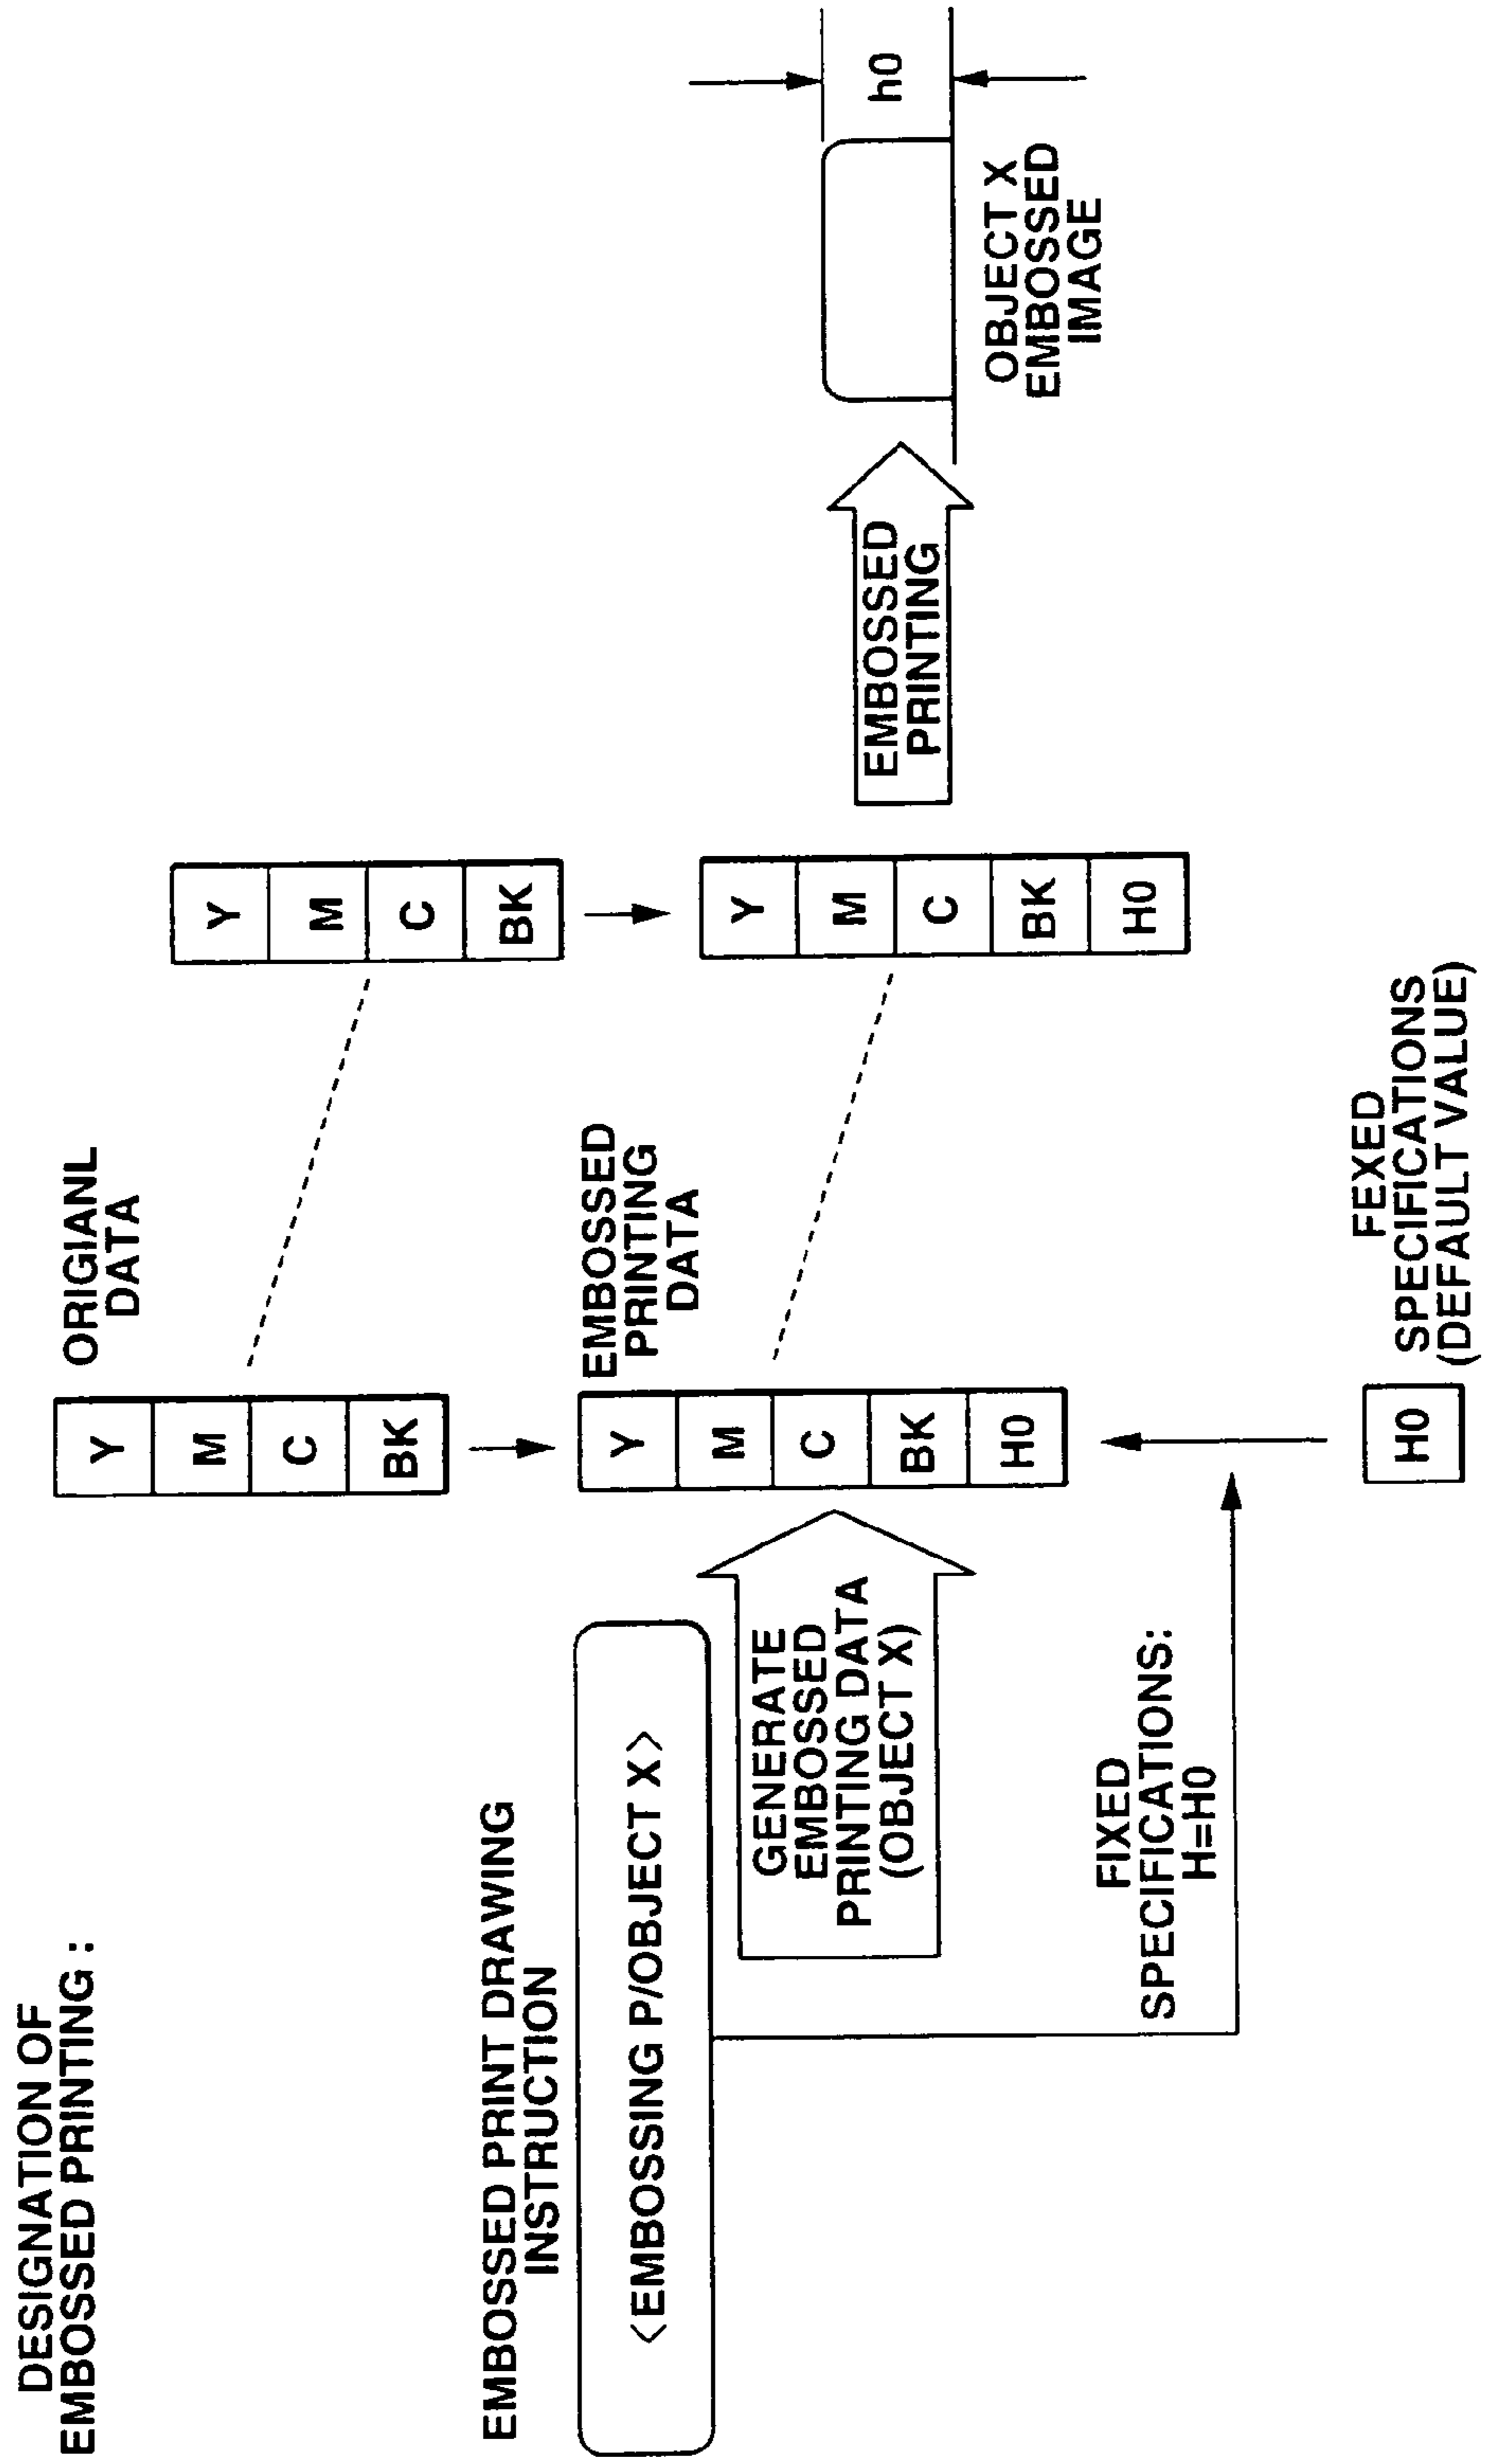 DESIGNATION OF
EMBOSSED PRINTING :
EMBOSSED PRINT DRAWING
INSTRUCTION
<EMBOSSING P/OBJECT X>
GENERATE
EMBOSSED
PRINTING DATA
(OBJECT X)
FIXED
SPECIFICATIONS:
H=H0
ORIGIANL
DATA
Y
M
C
BK
EMBOSSED
PRINTING
DATA
Y
M
C
BK
H0
H0
FEXED
SPECIFICATIONS
(DEFAULT VALUE)
Y
M
C
BK
Y
M
C
BK
H0
EMBOSSED
PRINTING
h0
OBJECT X
EMBOSSED
IMAGE